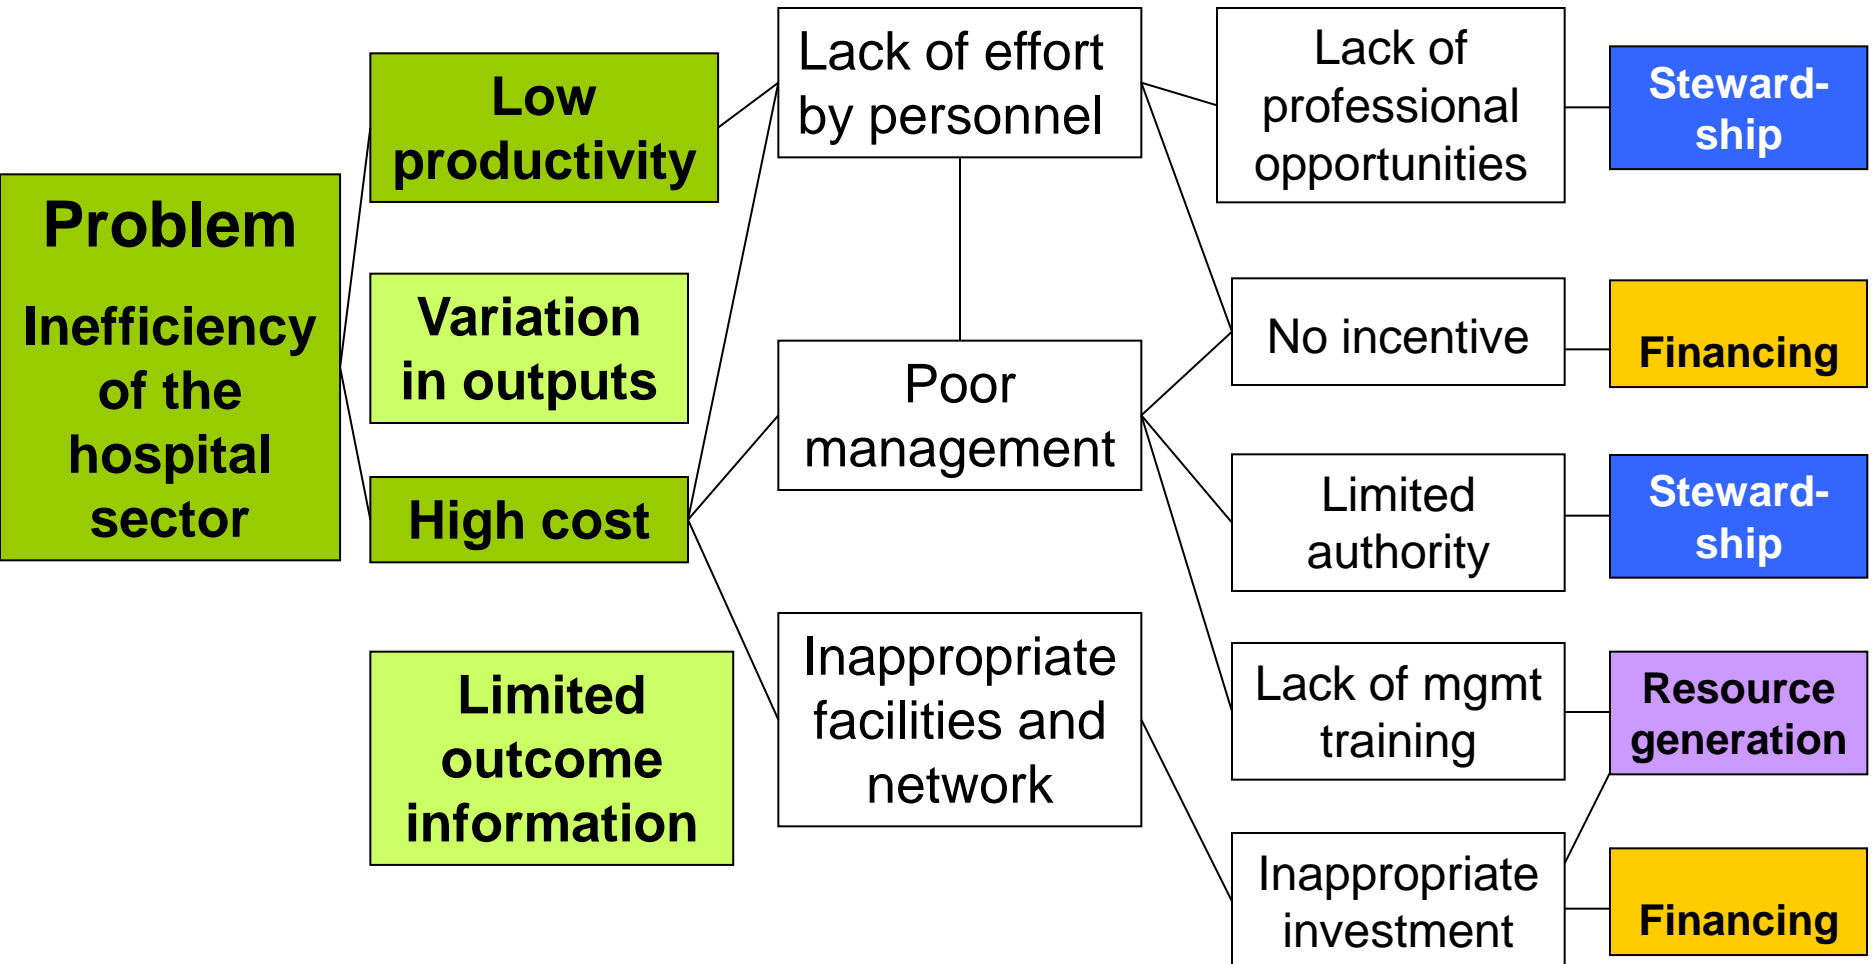 Problem
Inefficiency
of the
hospital
sector
Low
productivity
Variation
in outputs
High cost
Limited
outcome
information
Lack of effort
by personnel
Poor
management
Inappropriate
facilities and
network
Lack of
professional
opportunities
No incentive
Limited
authority
Lack of mgmt
training
Inappropriate
investment
Steward-
ship
Financing
Steward-
ship
Resource
generation
Financing